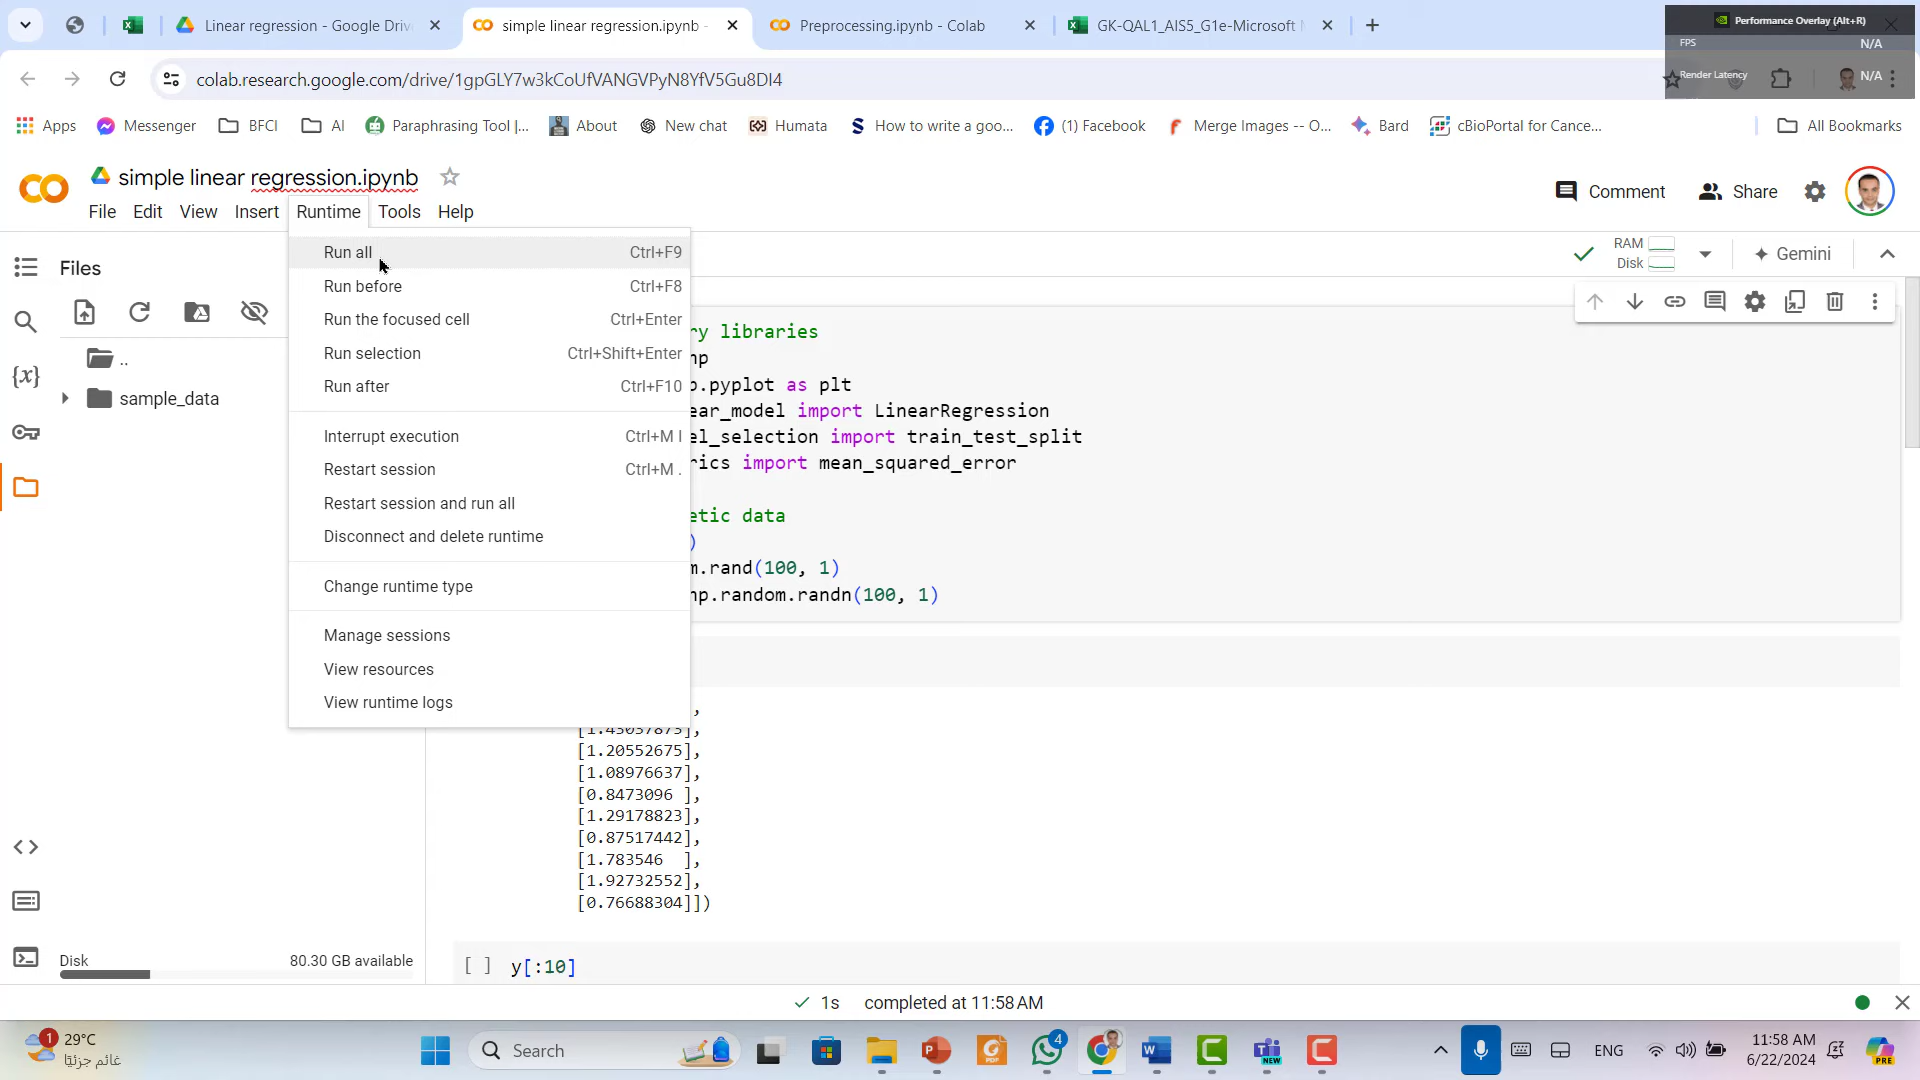 Linear regression - Google Driv
simple linear regression.ipynb -
Preprocessing.ipynb - Colab
GK-QAL1_AIS5_G1e-Microsoft
Performance Overlay (Alt+R)
FPS N/A
Render Latency N/A
colab.research.google.com/drive/1gpGLY7w3kCoUfVANGVPyN8YfV5Gu8DI4
Apps
Messenger
BFCI
AI
Paraphrasing Tool |...
About
New chat
Humata
How to write a goo...
(1) Facebook
Merge Images -- O...
Bard
cBioPortal for Cance...
All Bookmarks
simple linear regression.ipynb
Comment
Share
File Edit View Insert Runtime Tools Help
Files
Run all Ctrl+F9
Run before Ctrl+F8
Run the focused cell Ctrl+Enter
Run selection Ctrl+Shift+Enter
Run after Ctrl+F10
Interrupt execution Ctrl+M I
Restart session Ctrl+M .
Restart session and run all
Disconnect and delete runtime
Change runtime type
Manage sessions
View resources
View runtime logs
RAM
Disk
Gemini
..
sample_data
{x}
ry libraries
np
b.pyplot as plt
ear_model import LinearRegression
el_selection import train_test_split
rics import mean_squared_error
etic data
)
m.rand(100, 1)
np.random.randn(100, 1)
,
[1.43037873],
[1.20552675],
[1.08976637],
[0.8473096 ],
[1.29178823],
[0.87517442],
[1.783546  ],
[1.92732552],
[0.76688304]])
[ ] y[:10]
Disk 80.30 GB available
1s completed at 11:58 AM
1
29°C
غائم جزئيًا
Search
4
NEW
ENG
11:58 AM
6/22/2024
PRE